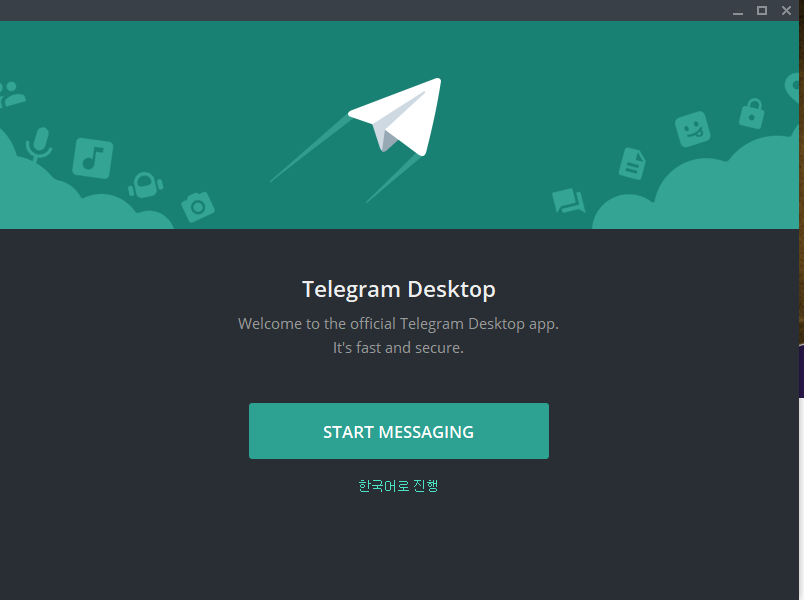 Telegram Desktop
Welcome to the official Telegram Desktop app.
It's fast and secure.
START MESSAGING
한국어로 진행